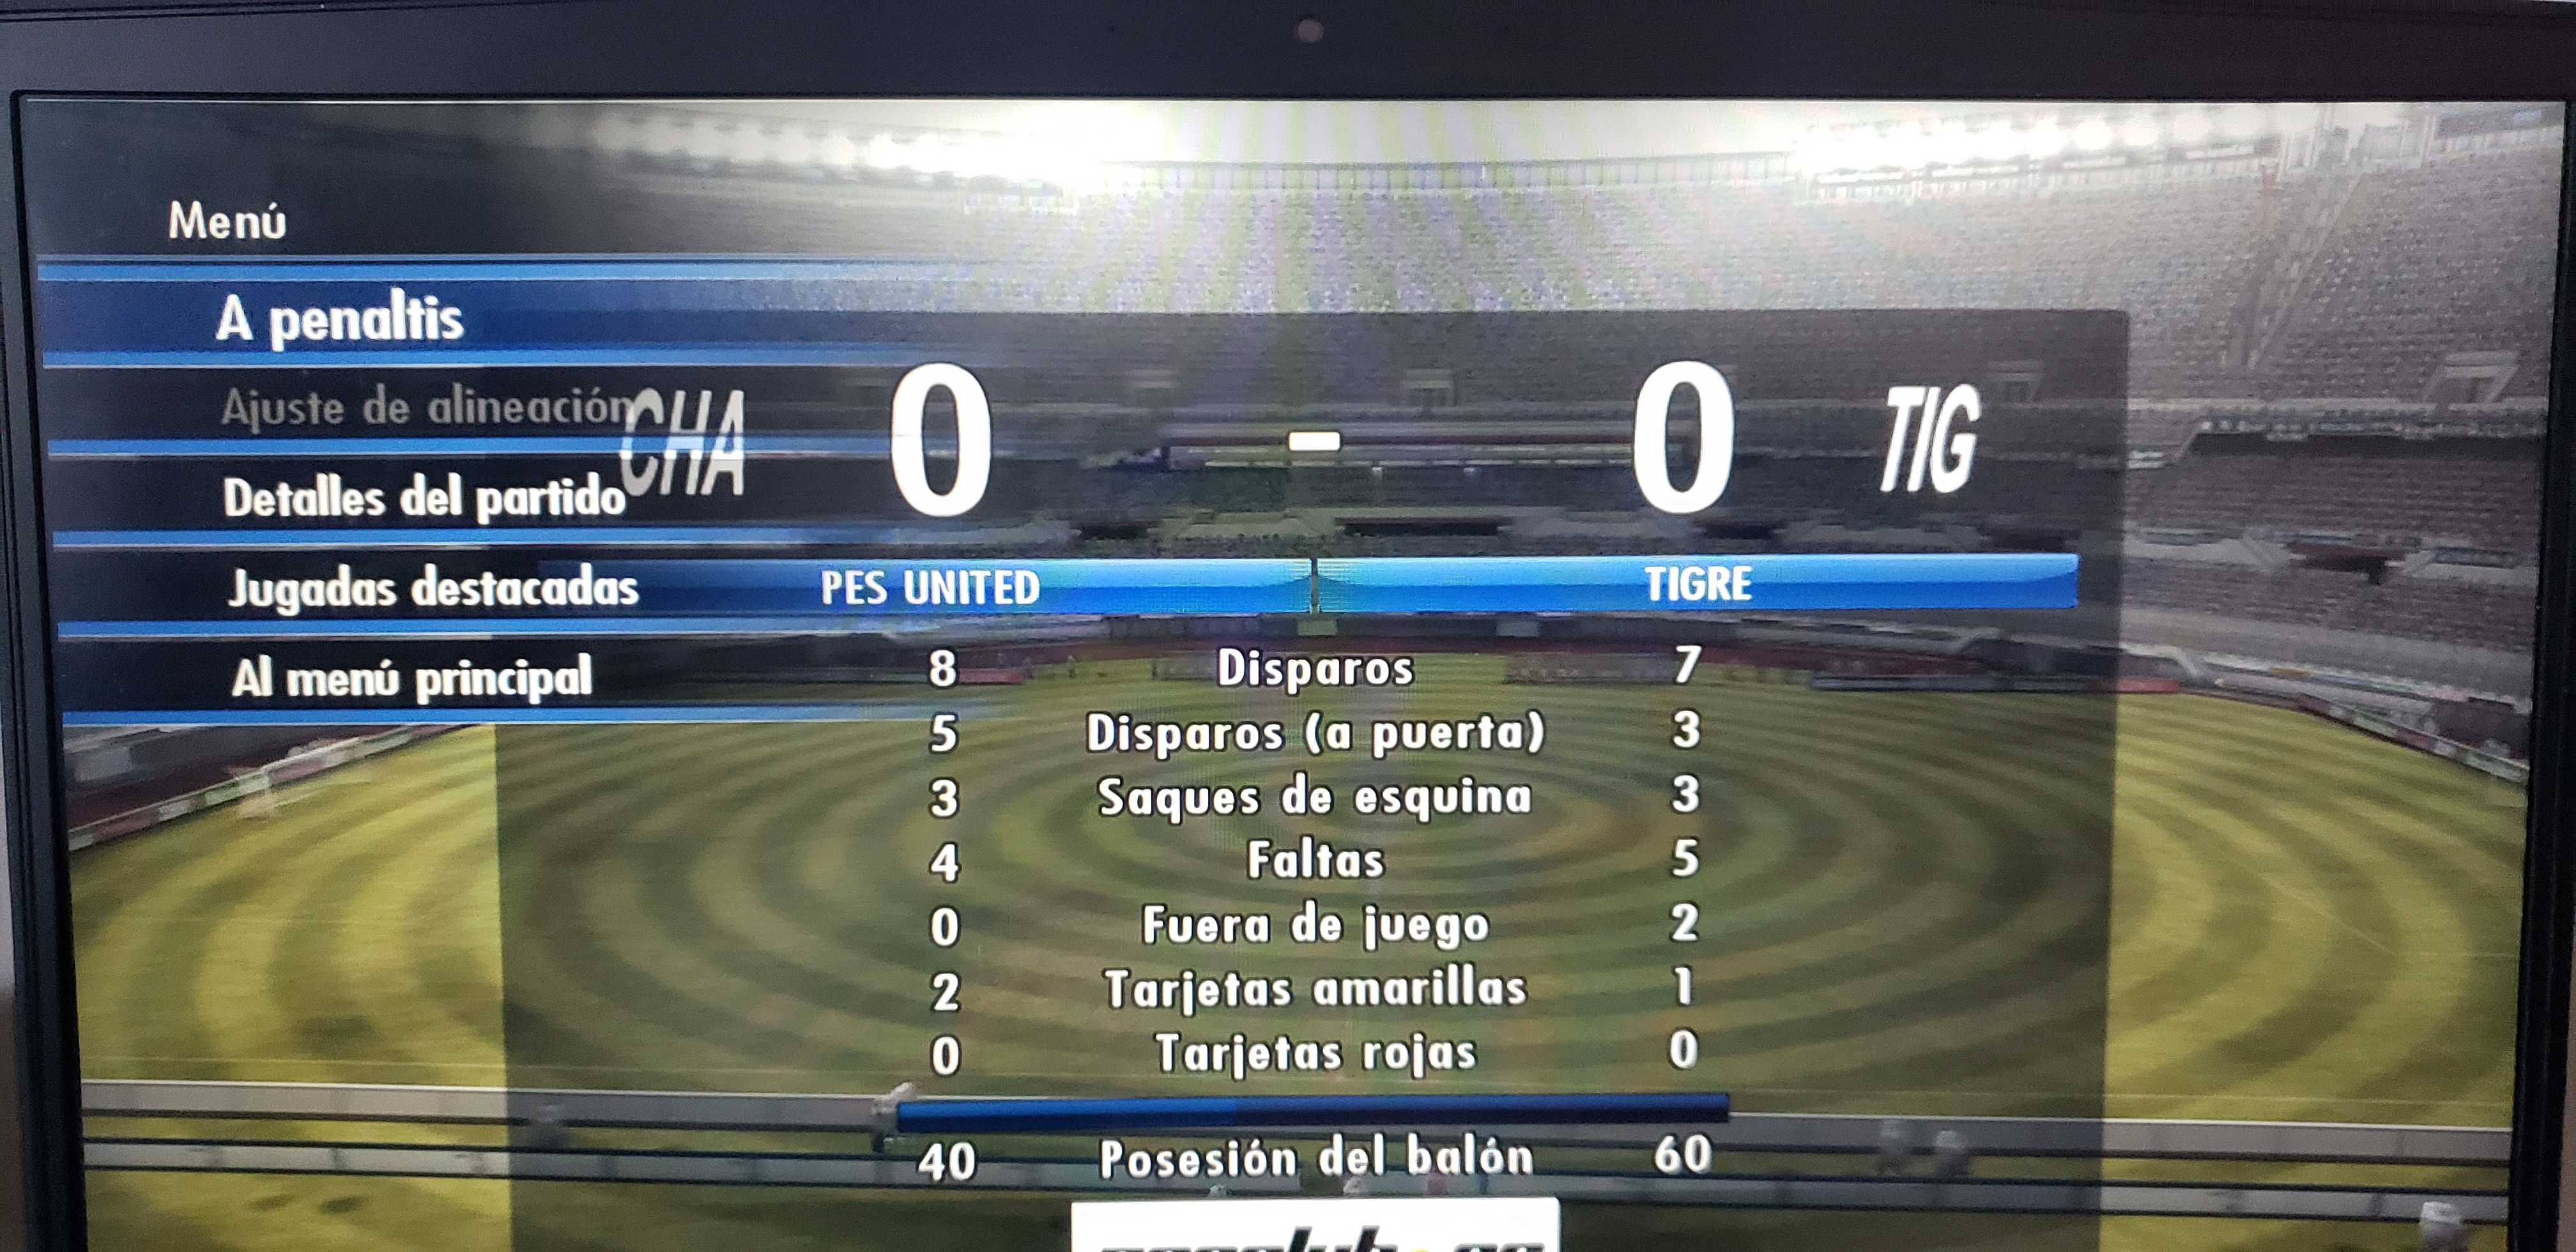 Menú
A penaltis
Ajuste de alineación
Detalles del partido
Jugadas destacadas
Al menú principal
CHA 0 - 0 TIG
PES UNITED TIGRE
8 Disparos 7
5 Disparos (a puerta) 3
3 Saques de esquina 3
4 Faltas 5
0 Fuera de juego 2
2 Tarjetas amarillas 1
0 Tarjetas rojas 0
40 Posesión del balón 60